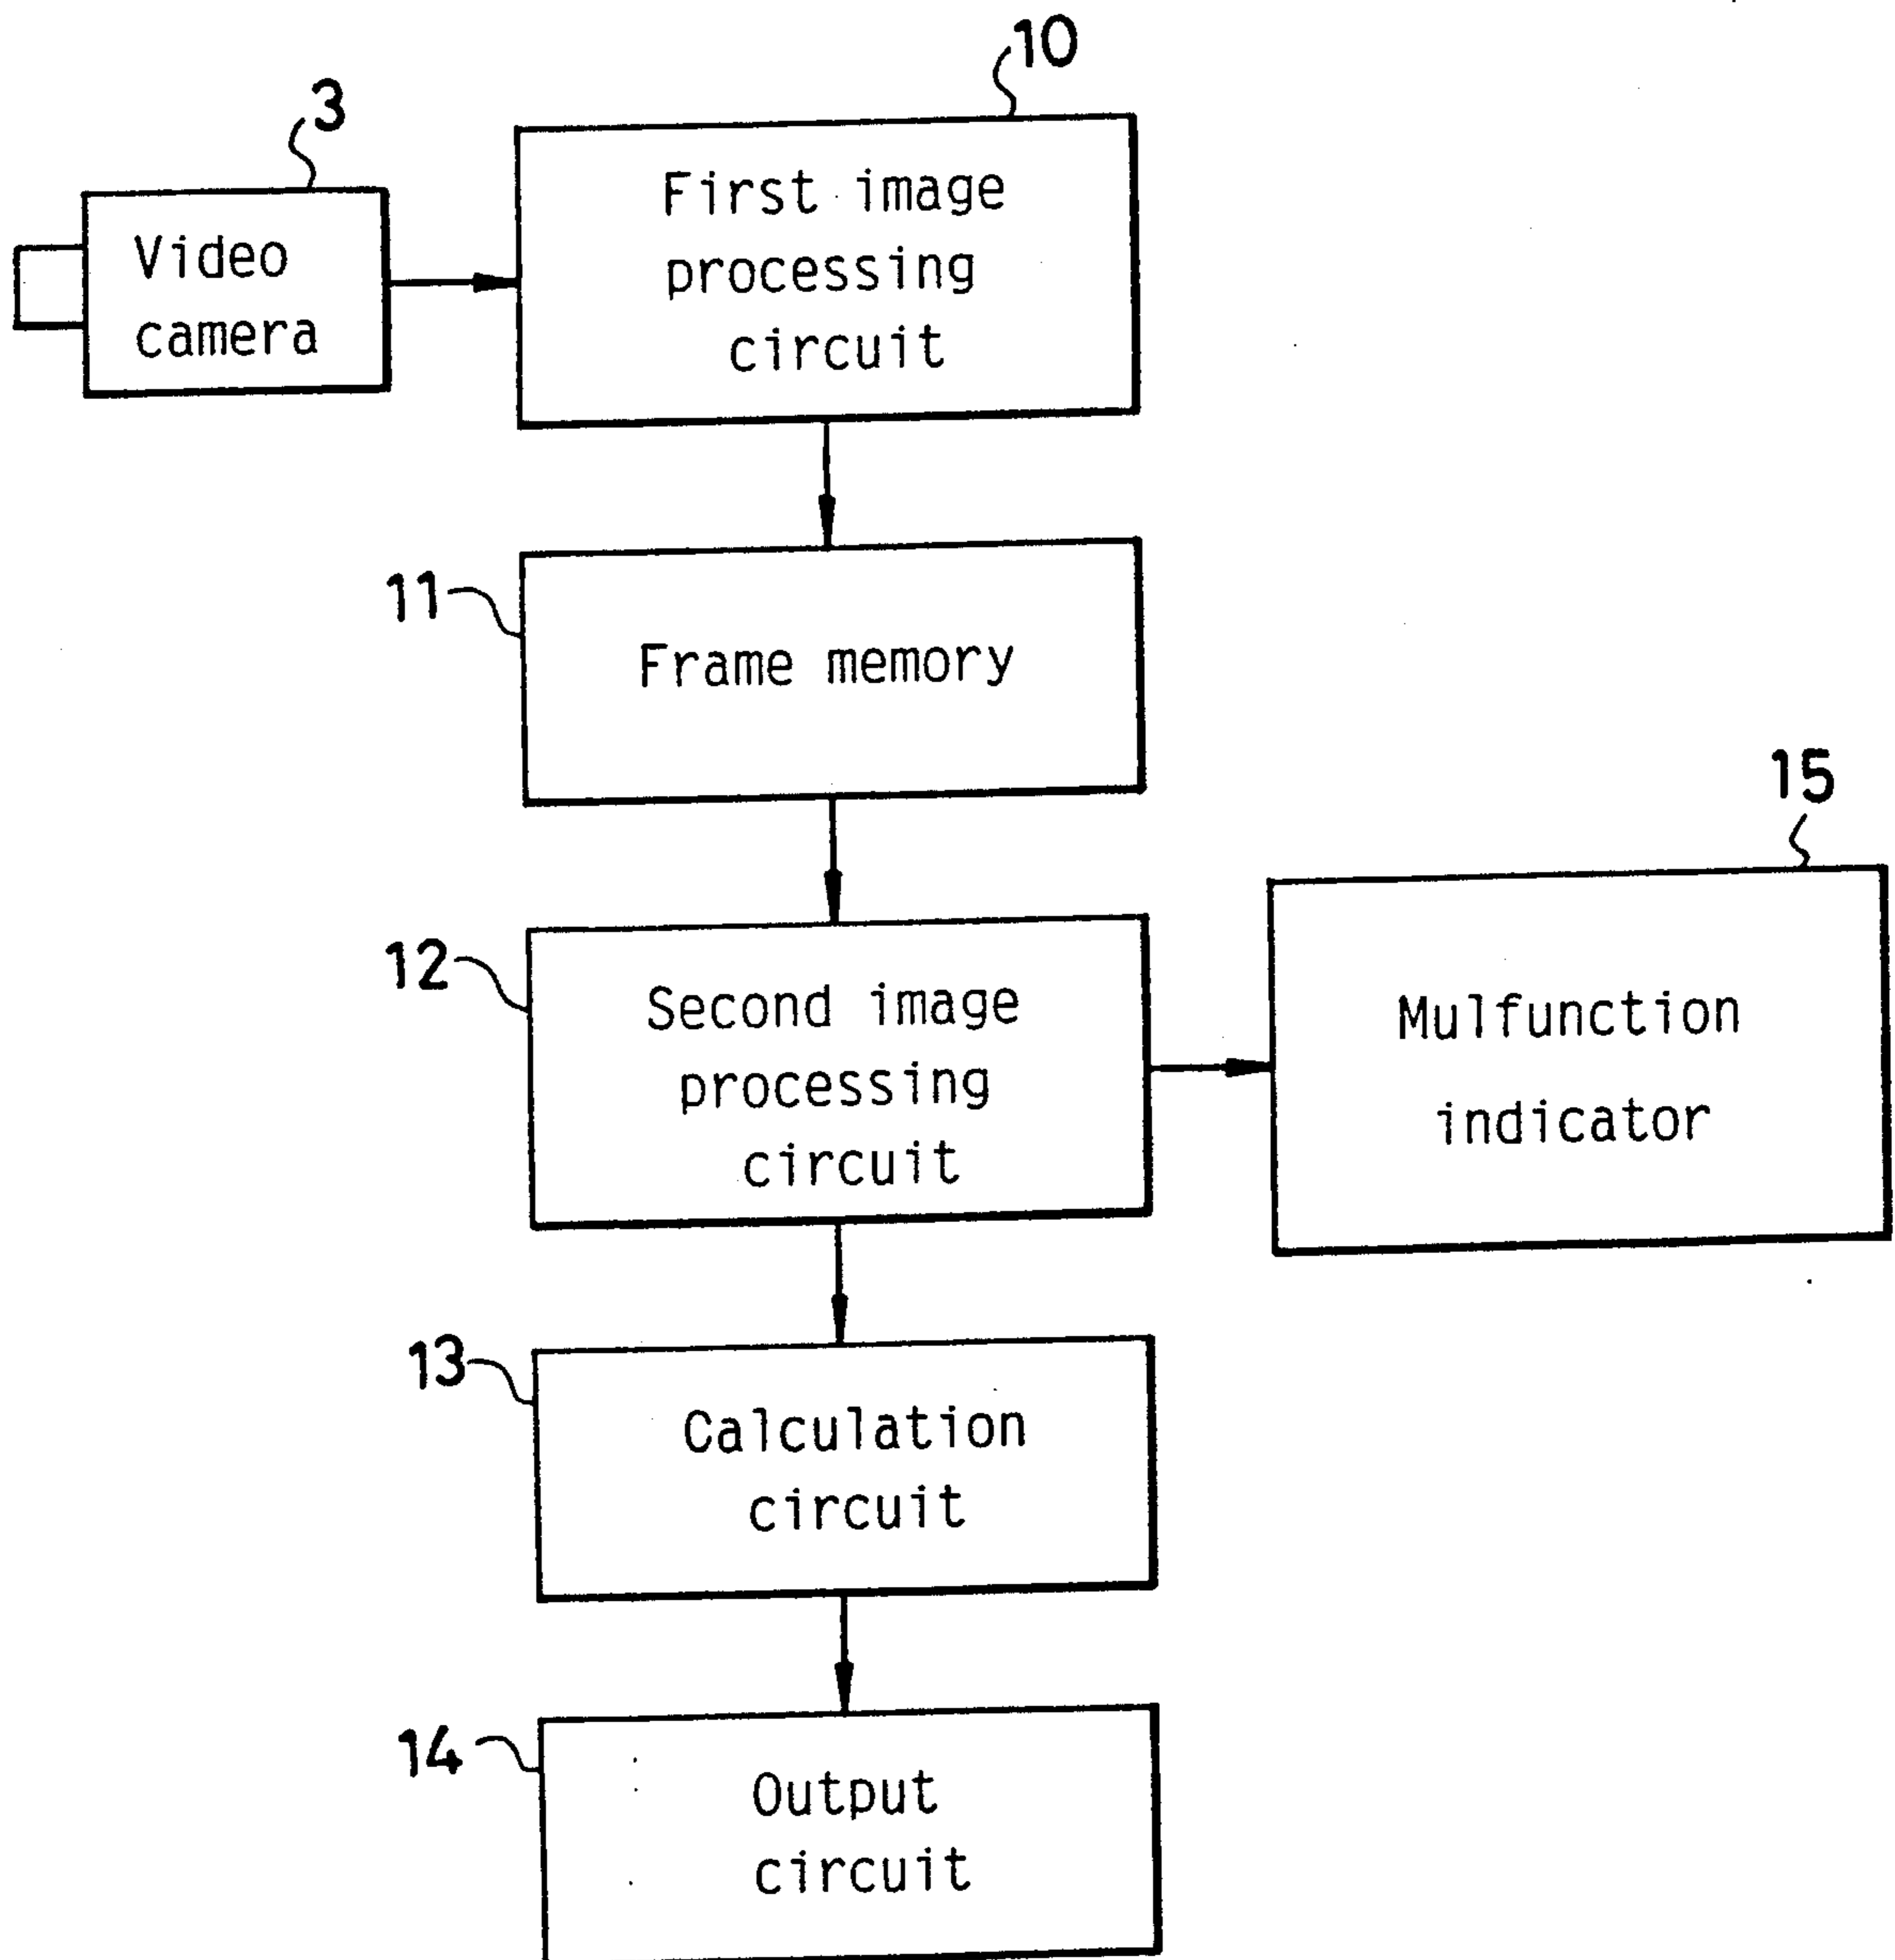 10
3
First image
processing
circuit
Video
camera
11
Frame memory
15
12
Second image
processing
circuit
Mulfunction
indicator
13
Calculation
circuit
14
Output
circuit